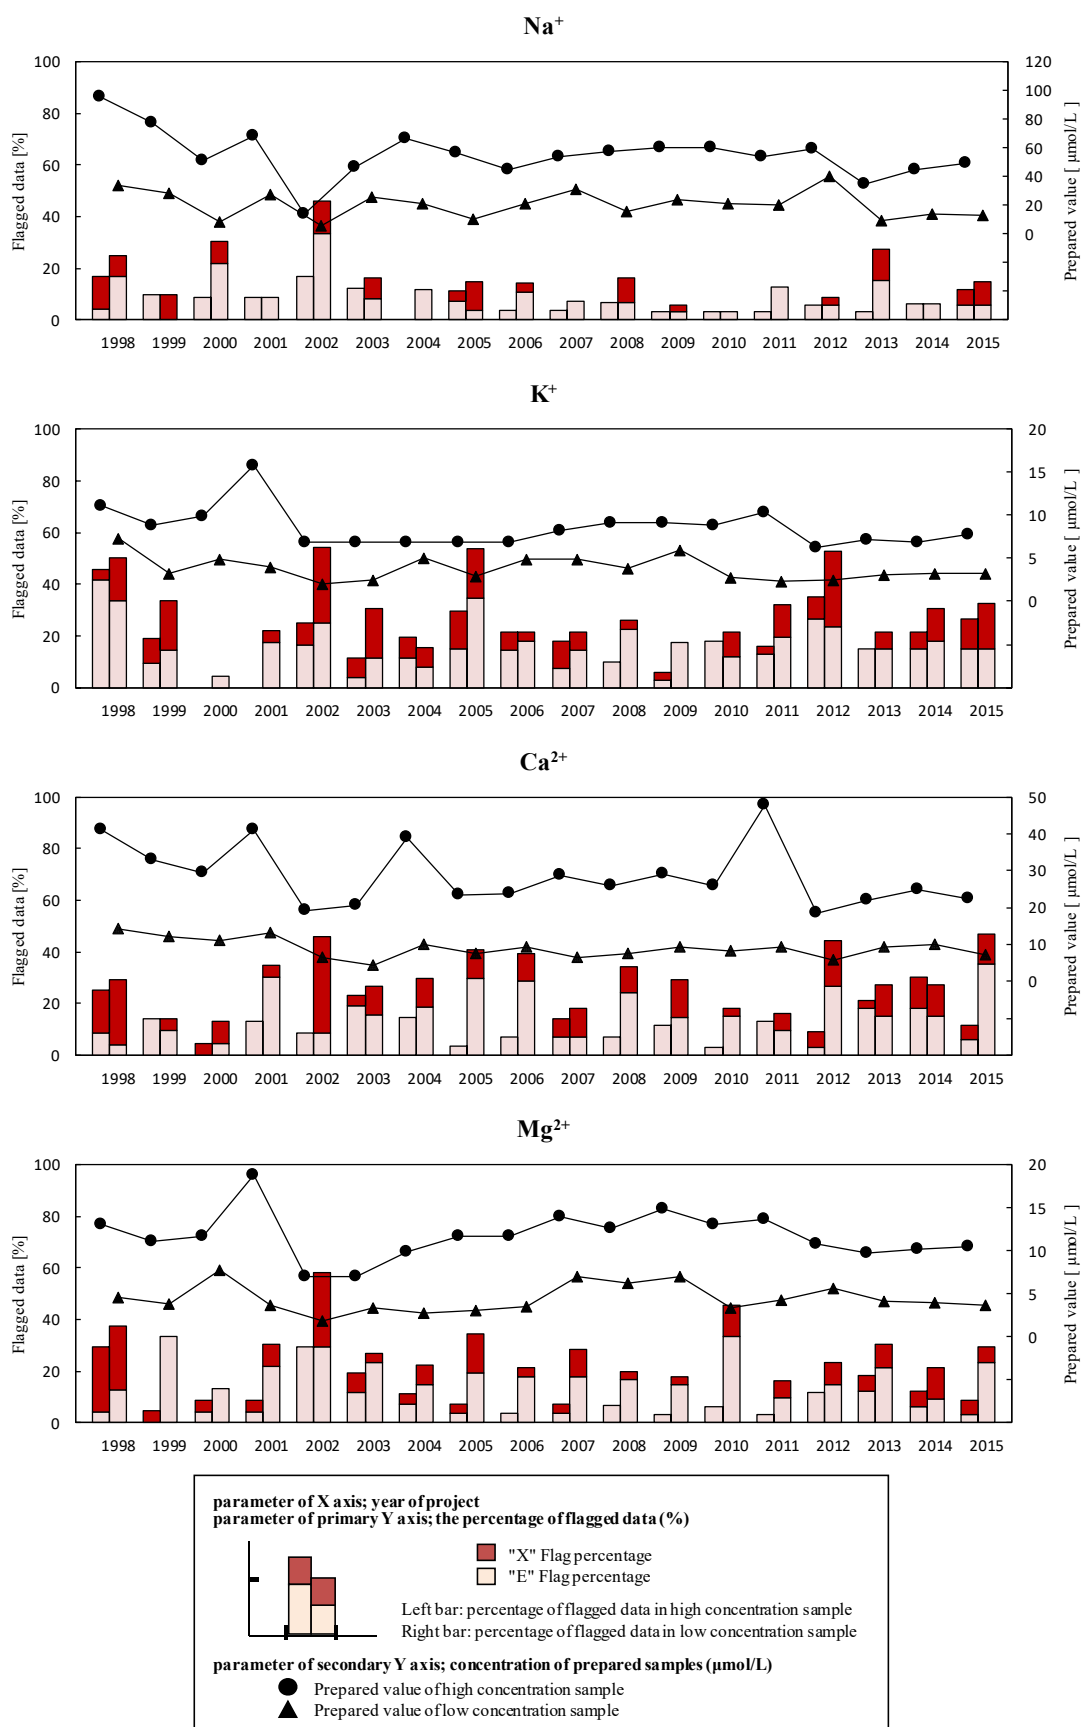 Na+
100
80
60
40
20
0
Flagged data [%]
120
100
80
60
40
20
0
Prepared value [ μmol/L]
1998 1999 2000 2001 2002 2003 2004 2005 2006 2007 2008 2009 2010 2011 2012 2013 2014 2015
K+
100
80
60
40
20
0
Flagged data [%]
20
15
10
5
0
Prepared value [ μmol/L]
1998 1999 2000 2001 2002 2003 2004 2005 2006 2007 2008 2009 2010 2011 2012 2013 2014 2015
Ca2+
100
80
60
40
20
0
Flagged data [%]
50
40
30
20
10
0
Prepared value [ μmol/L]
1998 1999 2000 2001 2002 2003 2004 2005 2006 2007 2008 2009 2010 2011 2012 2013 2014 2015
Mg2+
100
80
60
40
20
0
Flagged data [%]
20
15
10
5
0
Prepared value [ μmol/L]
1998 1999 2000 2001 2002 2003 2004 2005 2006 2007 2008 2009 2010 2011 2012 2013 2014 2015
parameter of X axis; year of project
parameter of primary Y axis; the percentage of flagged data (%)
"X" Flag percentage
"E" Flag percentage
Left bar: percentage of flagged data in high concentration sample
Right bar: percentage of flagged data in low concentration sample
parameter of secondary Y axis; concentration of prepared samples (μmol/L)
Prepared value of high concentration sample
Prepared value of low concentration sample